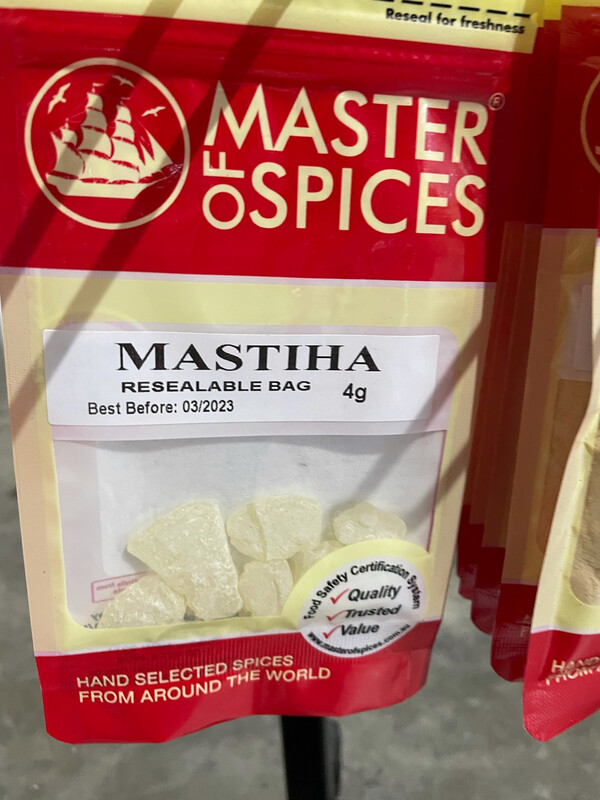 Reseal for freshness
MASTER®
OF SPICES
MASTIHA
RESEALABLE BAG 4g
Best Before: 03/2023
Food Safety Certification System
✓Quality
✓Trusted
✓Value
www.masterofspices.com.au
HAND SELECTED SPICES
FROM AROUND THE WORLD